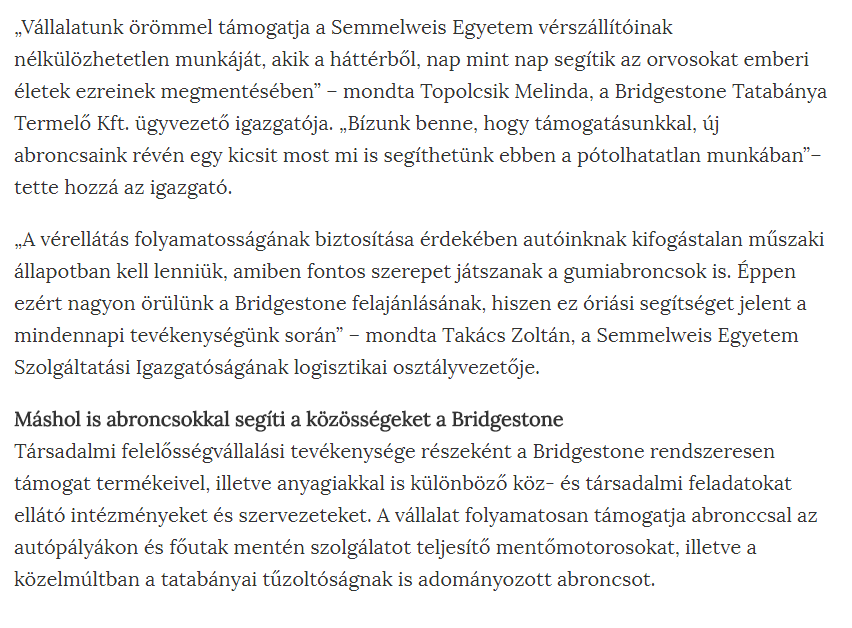 „Vállalatunk örömmel támogatja a Semmelweis Egyetem vérszállítóinak
nélkülözhetetlen munkáját, akik a háttérből, nap mint nap segítik az orvosokat emberi
életek ezreinek megmentésében” – mondta Topolcsik Melinda, a Bridgestone Tatabánya
Termelő Kft. ügyvezető igazgatója. „Bízunk benne, hogy támogatásunkkal, új
abroncsaink révén egy kicsit most mi is segíthetünk ebben a pótolhatatlan munkában”–
tette hozzá az igazgató.
„A vérellátás folyamatosságának biztosítása érdekében autóinknak kifogástalan műszaki
állapotban kell lenniük, amiben fontos szerepet játszanak a gumiabroncsok is. Éppen
ezért nagyon örülünk a Bridgestone felajánlásának, hiszen ez óriási segítséget jelent a
mindennapi tevékenységünk során” – mondta Takács Zoltán, a Semmelweis Egyetem
Szolgáltatási Igazgatóságának logisztikai osztályvezetője.
Máshol is abroncsokkal segíti a közösségeket a Bridgestone
Társadalmi felelősségvállalási tevékenysége részeként a Bridgestone rendszeresen
támogat termékeivel, illetve anyagiakkal is különböző köz- és társadalmi feladatokat
ellátó intézményeket és szervezeteket. A vállalat folyamatosan támogatja abronccsal az
autópályákon és főutak mentén szolgálatot teljesítő mentőmotorosokat, illetve a
közelmúltban a tatabányai tűzoltóságnak is adományozott abroncsot.